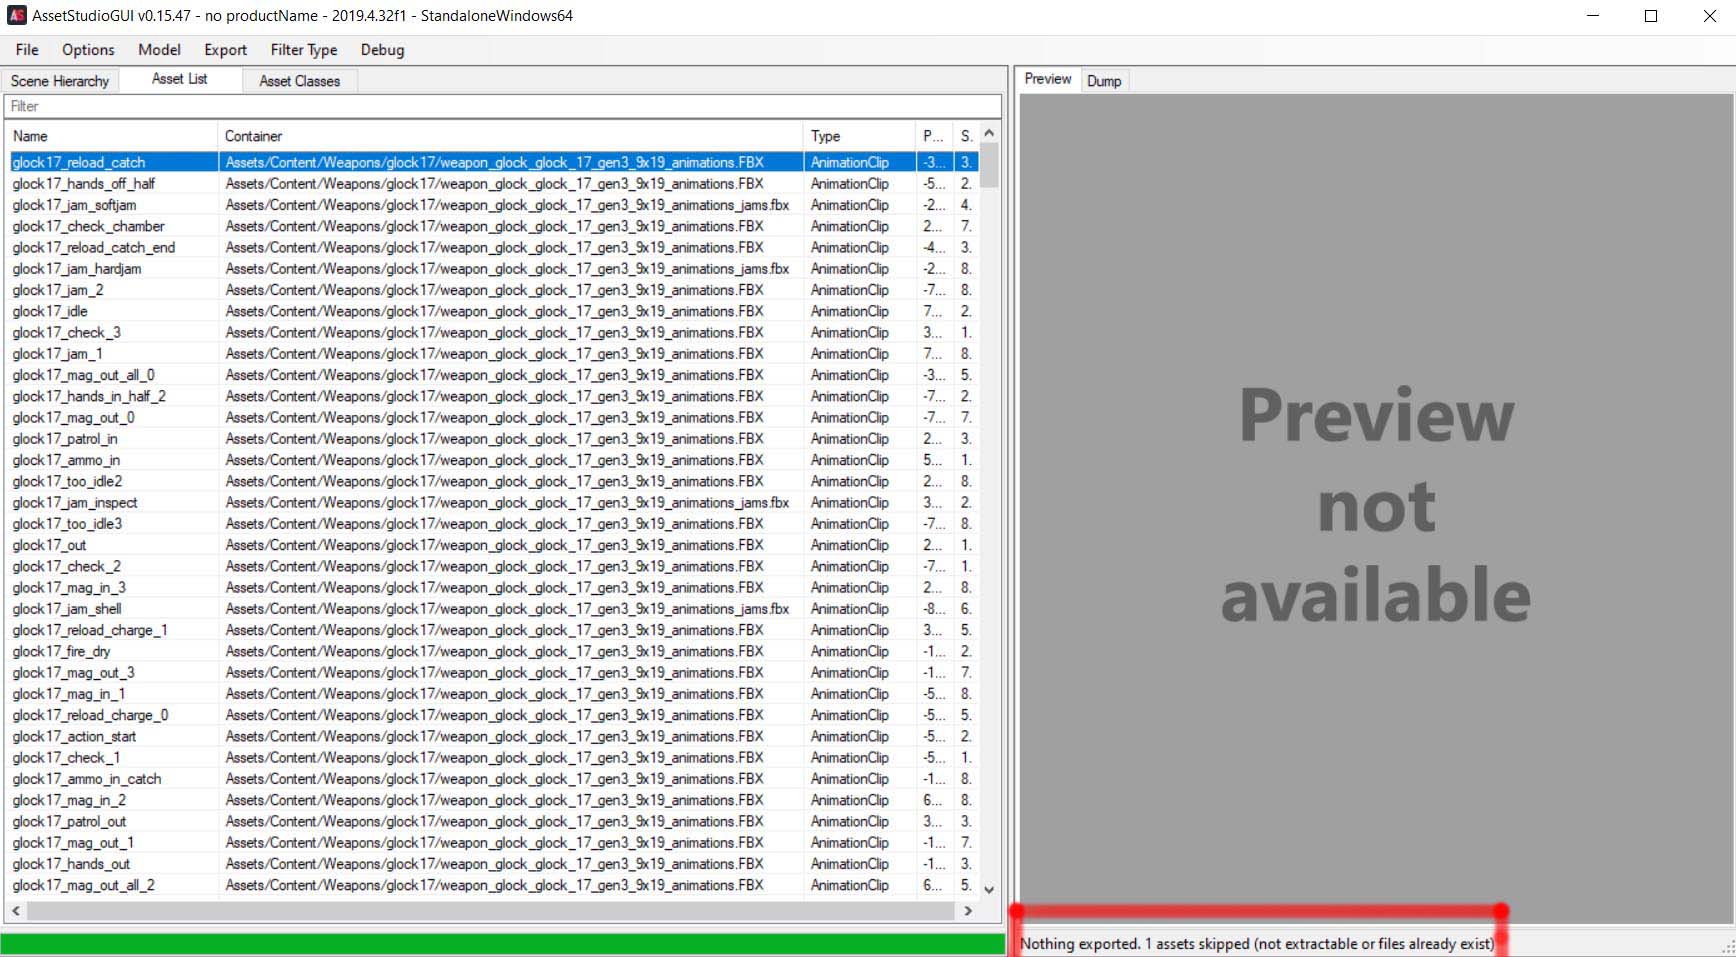 AS AssetStudioGUI v0.15.47 - no productName - 2019.4.32f1 - StandaloneWindows64
File Options Model Export Filter Type Debug
Scene Hierarchy Asset List Asset Classes
Filter
Name Container Type P... S.
glock17_reload_catch Assets/Content/Weapons/glock17/weapon_glock_glock_17_gen3_9x19_animations.FBX AnimationClip -3... 3.
glock17_hands_off_half Assets/Content/Weapons/glock17/weapon_glock_glock_17_gen3_9x19_animations.FBX AnimationClip -5... 2.
glock17_jam_softjam Assets/Content/Weapons/glock17/weapon_glock_glock_17_gen3_9x19_animations_jams.fbx AnimationClip -2... 4.
glock17_check_chamber Assets/Content/Weapons/glock17/weapon_glock_glock_17_gen3_9x19_animations.FBX AnimationClip 2... 7.
glock17_reload_catch_end Assets/Content/Weapons/glock17/weapon_glock_glock_17_gen3_9x19_animations.FBX AnimationClip -4... 3.
glock17_jam_hardjam Assets/Content/Weapons/glock17/weapon_glock_glock_17_gen3_9x19_animations_jams.fbx AnimationClip -2... 8.
glock17_jam_2 Assets/Content/Weapons/glock17/weapon_glock_glock_17_gen3_9x19_animations.FBX AnimationClip -7... 8.
glock17_idle Assets/Content/Weapons/glock17/weapon_glock_glock_17_gen3_9x19_animations.FBX AnimationClip 7... 2.
glock17_check_3 Assets/Content/Weapons/glock17/weapon_glock_glock_17_gen3_9x19_animations.FBX AnimationClip 3... 1.
glock17_jam_1 Assets/Content/Weapons/glock17/weapon_glock_glock_17_gen3_9x19_animations.FBX AnimationClip 7... 8.
glock17_mag_out_all_0 Assets/Content/Weapons/glock17/weapon_glock_glock_17_gen3_9x19_animations.FBX AnimationClip -3... 5.
glock17_hands_in_half_2 Assets/Content/Weapons/glock17/weapon_glock_glock_17_gen3_9x19_animations.FBX AnimationClip -7... 2.
glock17_mag_out_0 Assets/Content/Weapons/glock17/weapon_glock_glock_17_gen3_9x19_animations.FBX AnimationClip -7... 7.
glock17_patrol_in Assets/Content/Weapons/glock17/weapon_glock_glock_17_gen3_9x19_animations.FBX AnimationClip 2... 3.
glock17_ammo_in Assets/Content/Weapons/glock17/weapon_glock_glock_17_gen3_9x19_animations.FBX AnimationClip 5... 1.
glock17_too_idle2 Assets/Content/Weapons/glock17/weapon_glock_glock_17_gen3_9x19_animations.FBX AnimationClip 2... 8.
glock17_jam_inspect Assets/Content/Weapons/glock17/weapon_glock_glock_17_gen3_9x19_animations_jams.fbx AnimationClip 3... 2.
glock17_too_idle3 Assets/Content/Weapons/glock17/weapon_glock_glock_17_gen3_9x19_animations.FBX AnimationClip -7... 8.
glock17_out Assets/Content/Weapons/glock17/weapon_glock_glock_17_gen3_9x19_animations.FBX AnimationClip 2... 1.
glock17_check_2 Assets/Content/Weapons/glock17/weapon_glock_glock_17_gen3_9x19_animations.FBX AnimationClip -7... 1.
glock17_mag_in_3 Assets/Content/Weapons/glock17/weapon_glock_glock_17_gen3_9x19_animations.FBX AnimationClip 2... 8.
glock17_jam_shell Assets/Content/Weapons/glock17/weapon_glock_glock_17_gen3_9x19_animations_jams.fbx AnimationClip -8... 6.
glock17_reload_charge_1 Assets/Content/Weapons/glock17/weapon_glock_glock_17_gen3_9x19_animations.FBX AnimationClip 3... 5.
glock17_fire_dry Assets/Content/Weapons/glock17/weapon_glock_glock_17_gen3_9x19_animations.FBX AnimationClip -1... 2.
glock17_mag_out_3 Assets/Content/Weapons/glock17/weapon_glock_glock_17_gen3_9x19_animations.FBX AnimationClip -1... 7.
glock17_mag_in_1 Assets/Content/Weapons/glock17/weapon_glock_glock_17_gen3_9x19_animations.FBX AnimationClip -5... 8.
glock17_reload_charge_0 Assets/Content/Weapons/glock17/weapon_glock_glock_17_gen3_9x19_animations.FBX AnimationClip -5... 5.
glock17_action_start Assets/Content/Weapons/glock17/weapon_glock_glock_17_gen3_9x19_animations.FBX AnimationClip -5... 2.
glock17_check_1 Assets/Content/Weapons/glock17/weapon_glock_glock_17_gen3_9x19_animations.FBX AnimationClip -5... 1.
glock17_ammo_in_catch Assets/Content/Weapons/glock17/weapon_glock_glock_17_gen3_9x19_animations.FBX AnimationClip -1... 8.
glock17_mag_in_2 Assets/Content/Weapons/glock17/weapon_glock_glock_17_gen3_9x19_animations.FBX AnimationClip 6... 8.
glock17_patrol_out Assets/Content/Weapons/glock17/weapon_glock_glock_17_gen3_9x19_animations.FBX AnimationClip 3... 3.
glock17_mag_out_1 Assets/Content/Weapons/glock17/weapon_glock_glock_17_gen3_9x19_animations.FBX AnimationClip -1... 7.
glock17_hands_out Assets/Content/Weapons/glock17/weapon_glock_glock_17_gen3_9x19_animations.FBX AnimationClip -1... 3.
glock17_mag_out_all_2 Assets/Content/Weapons/glock17/weapon_glock_glock_17_gen3_9x19_animations.FBX AnimationClip 6... 5.
Preview Dump
Preview
not
available
Nothing exported. 1 assets skipped (not extractable or files already exist)